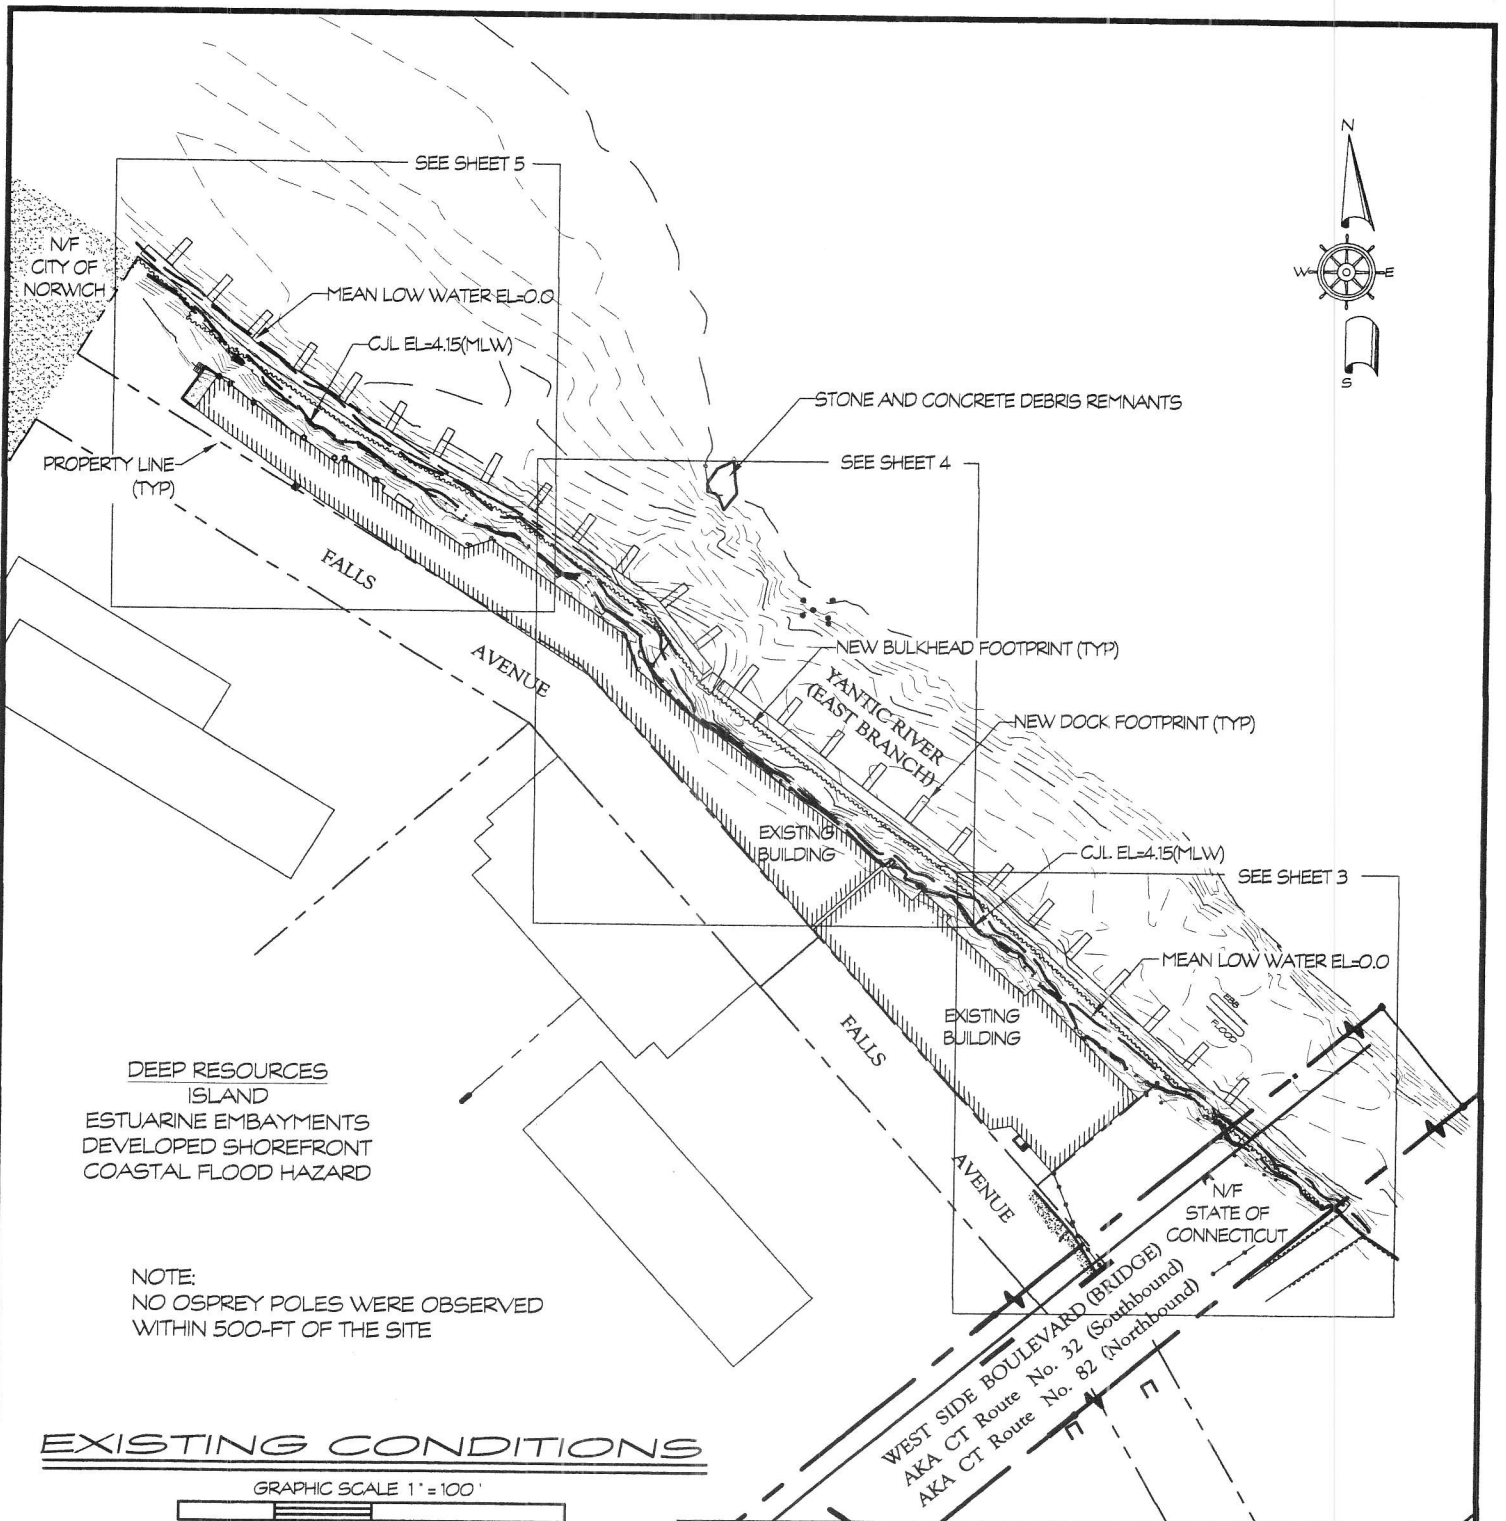 SEE SHEET 5
N
W
E
S
N/F
CITY OF
NORWICH
MEAN LOW WATER EL=0.0
CJL EL=4.15(MLW)
STONE AND CONCRETE DEBRIS REMNANTS
PROPERTY LINE
(TYP)
SEE SHEET 4
FALLS
AVENUE
NEW BULKHEAD FOOTPRINT (TYP)
YANTIC RIVER
(EAST BRANCH)
NEW DOCK FOOTPRINT (TYP)
EXISTING
BUILDING
CJL EL=4.15(MLW)
SEE SHEET 3
MEAN LOW WATER EL=0.0
EBB
FLOOD
EXISTING
BUILDING
FALLS
AVENUE
DEEP RESOURCES
ISLAND
ESTUARINE EMBAYMENTS
DEVELOPED SHOREFRONT
COASTAL FLOOD HAZARD
N/F
STATE OF
CONNECTICUT
NOTE:
NO OSPREY POLES WERE OBSERVED
WITHIN 500-FT OF THE SITE
WEST SIDE BOULEVARD (BRIDGE)
AKA CT Route No. 32 (Southbound)
AKA CT Route No. 82 (Northbound)
EXISTING CONDITIONS
GRAPHIC SCALE 1"=100'